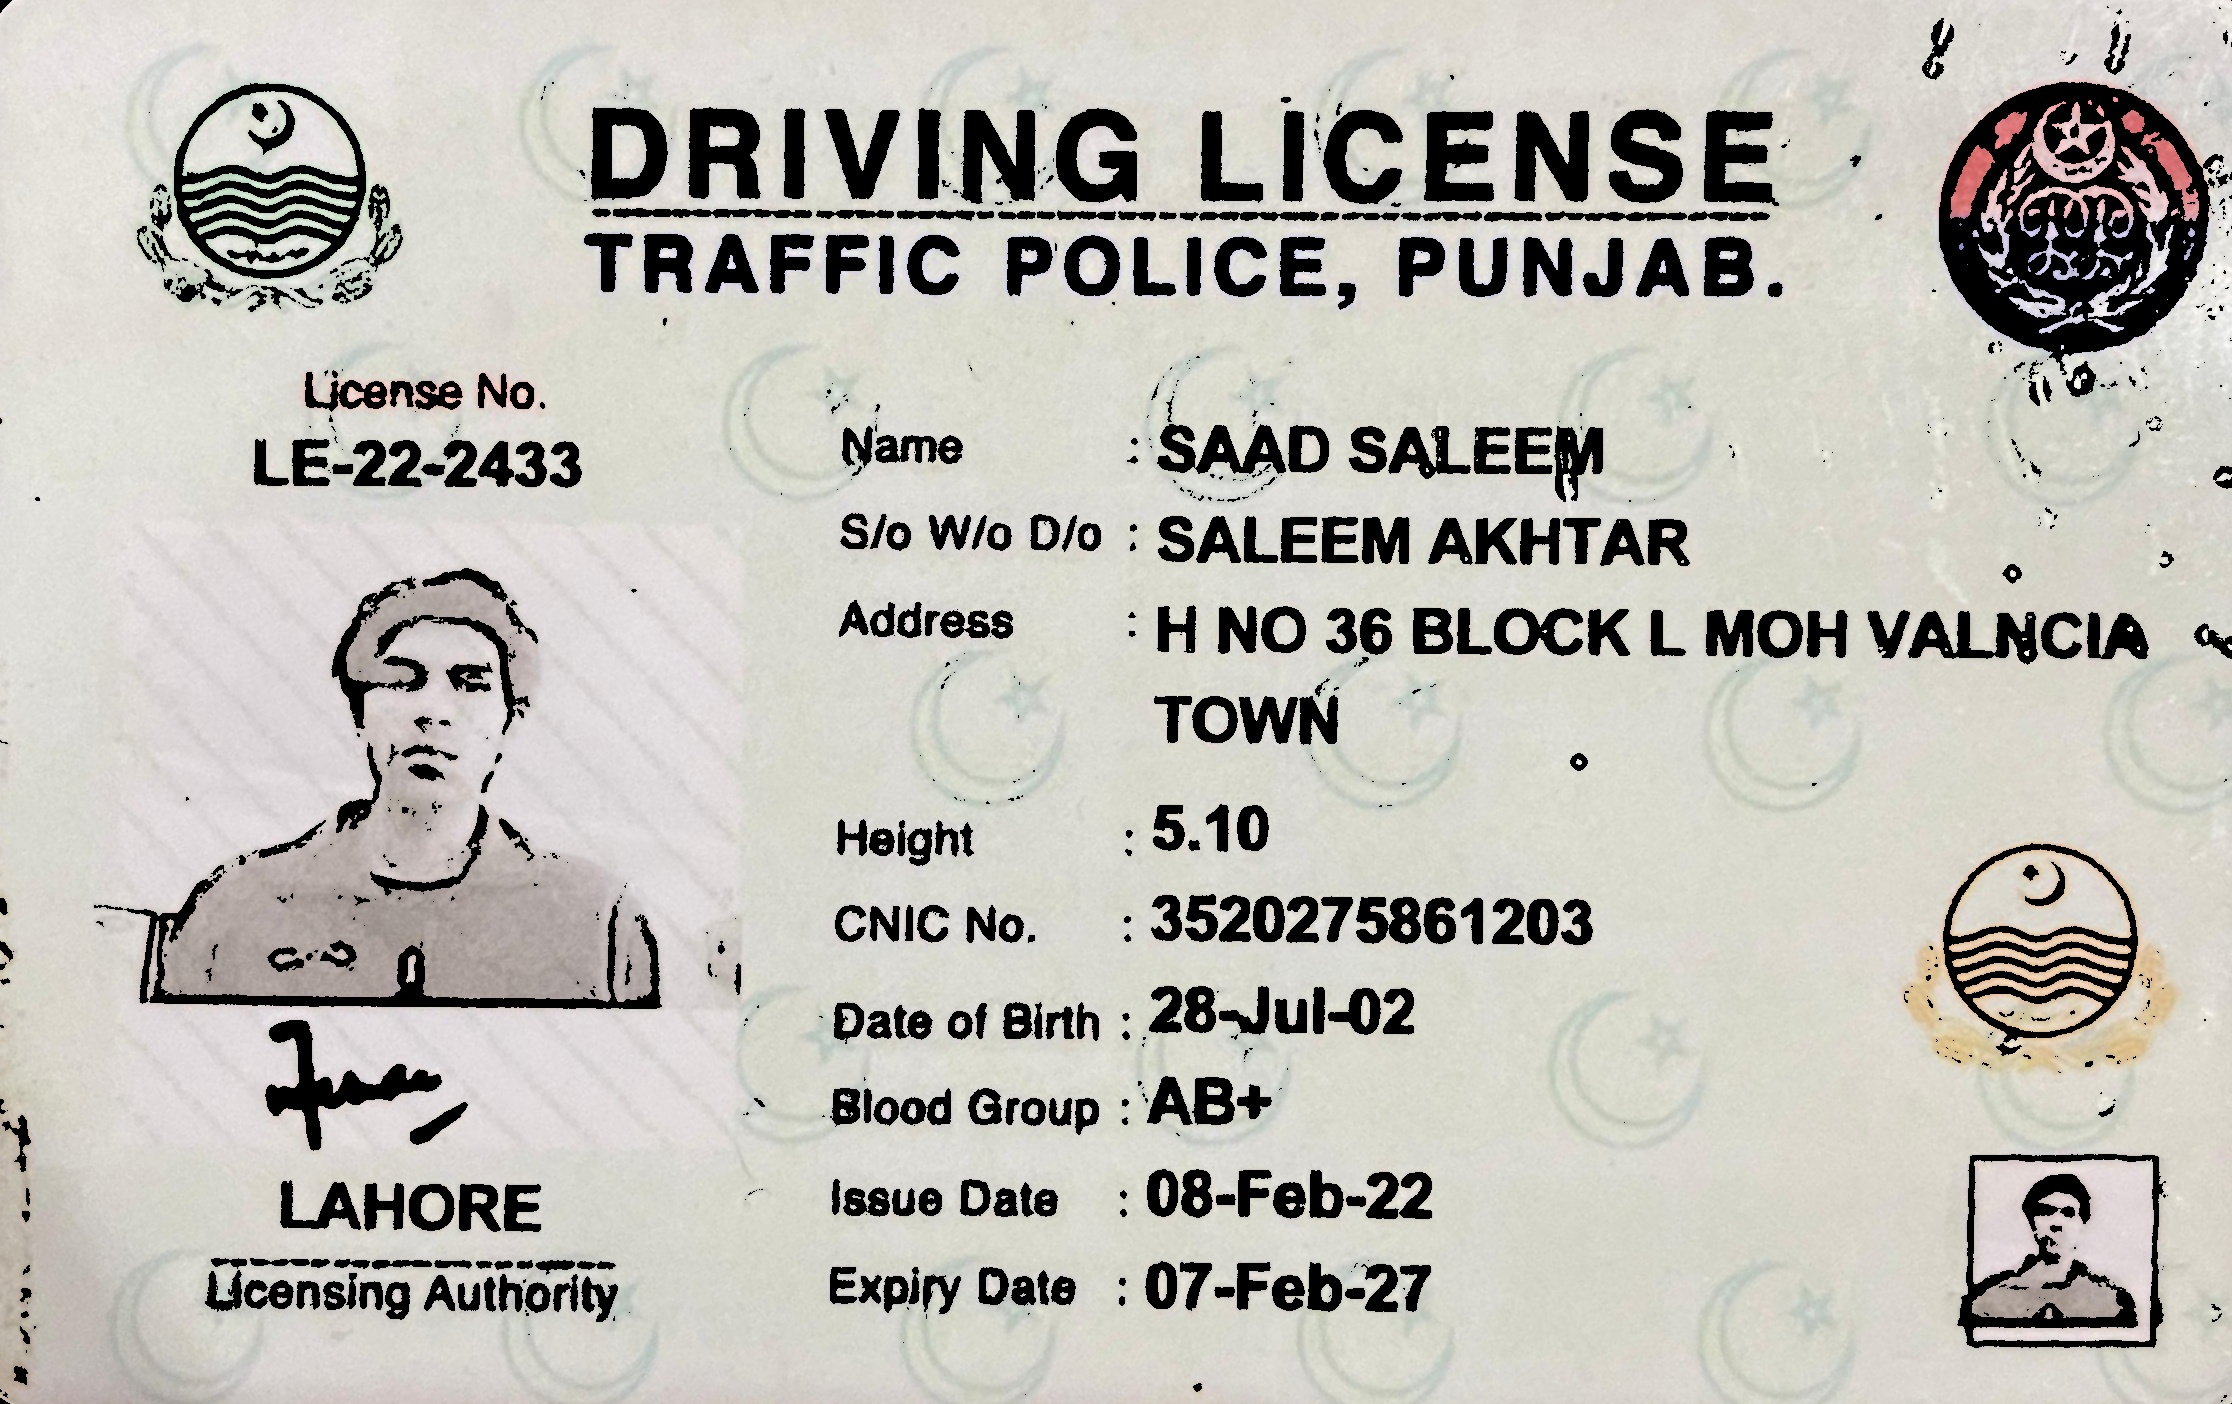 DRIVING LICENSE
TRAFFIC POLICE, PUNJAB.
License No.
LE-22-2433
Name : SAAD SALEEM
S/o W/o D/o : SALEEM AKHTAR
Address : H NO 36 BLOCK L MOH VALNCIA
TOWN
Height : 5.10
CNIC No. : 3520275861203
Date of Birth : 28-Jul-02
Blood Group : AB+
Issue Date : 08-Feb-22
Expiry Date : 07-Feb-27
LAHORE
Licensing Authority